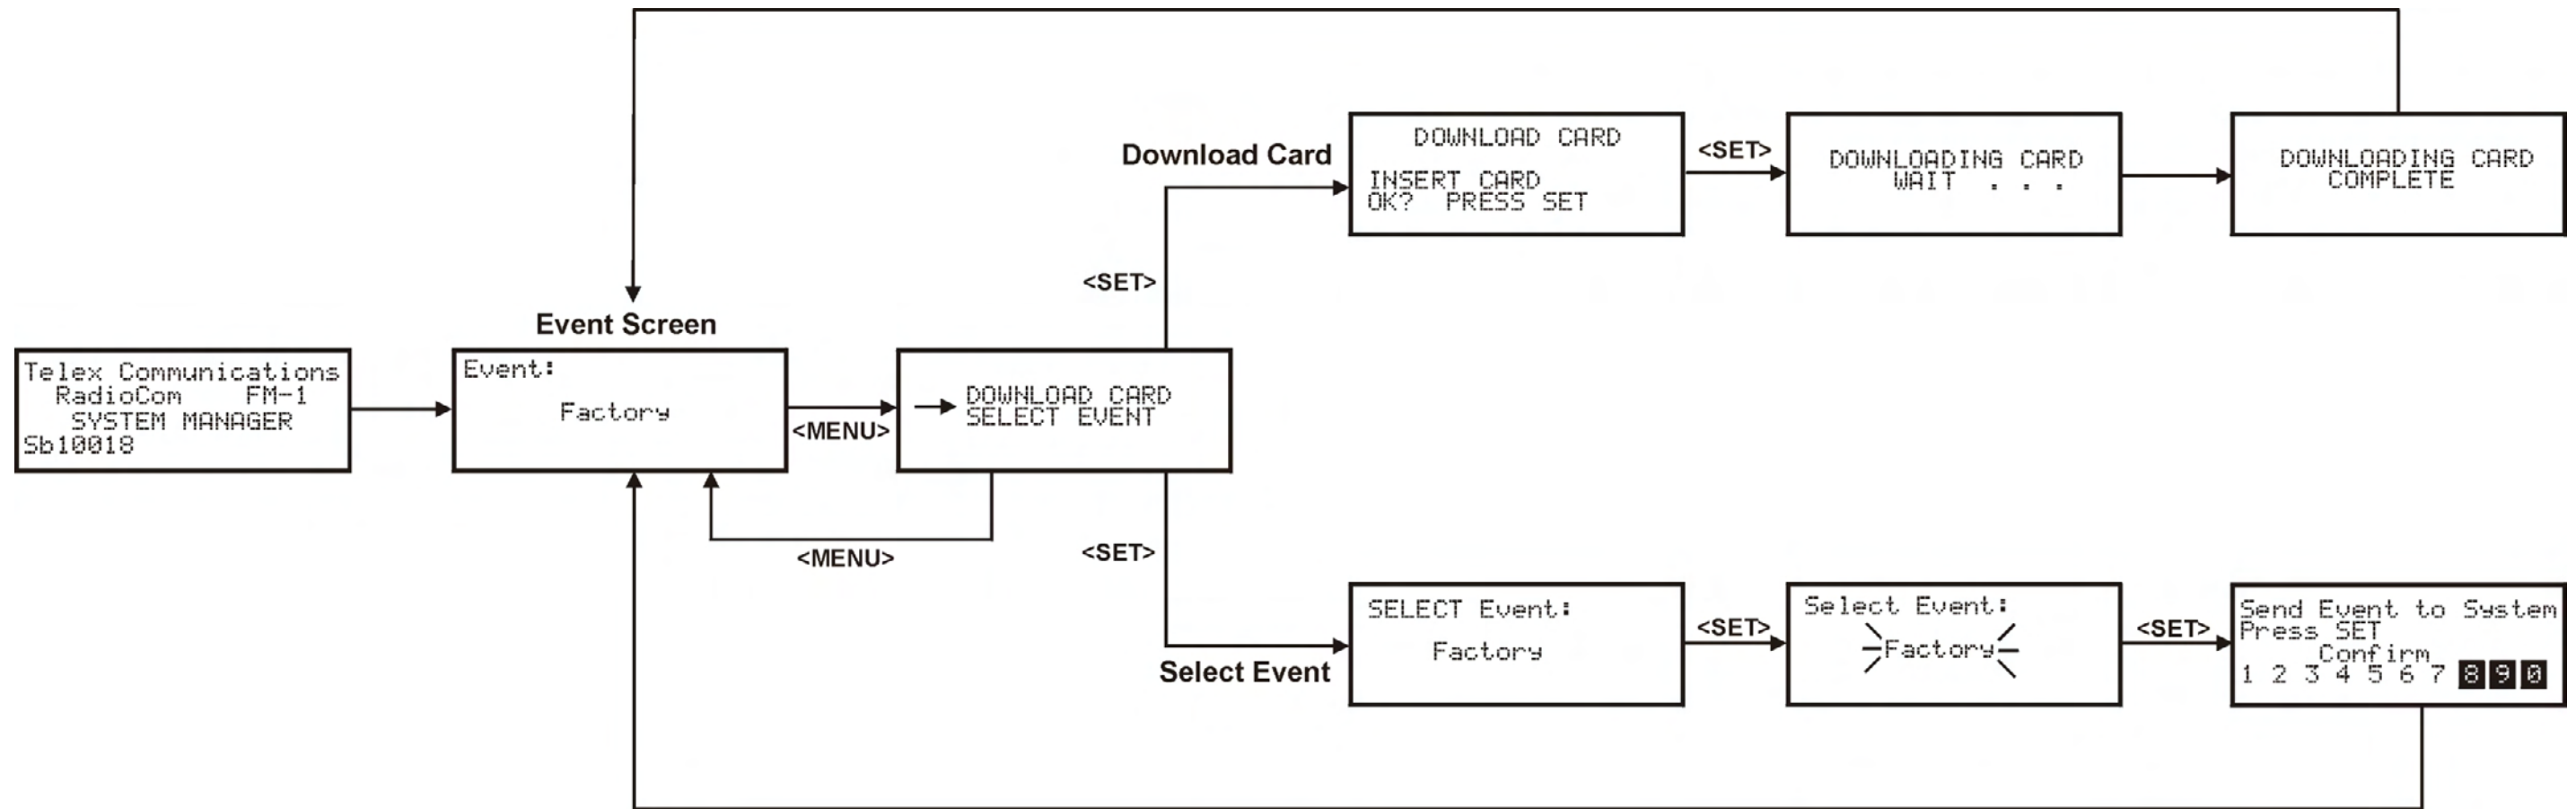 Download Card
DOWNLOAD CARD
INSERT CARD
OK? PRESS SET
<SET>
DOWNLOADING CARD
WAIT . . .
DOWNLOADING CARD
COMPLETE
<SET>
Event Screen
Telex Communications
RadioCom FM-1
SYSTEM MANAGER
Sb10018
Event:
Factory
<MENU>
DOWNLOAD CARD
SELECT EVENT
<MENU>
<SET>
Select Event
SELECT Event:
Factory
<SET>
Select Event:
Factory
<SET>
Send Event to System
Press SET
Confirm
1 2 3 4 5 6 7 8 9 0